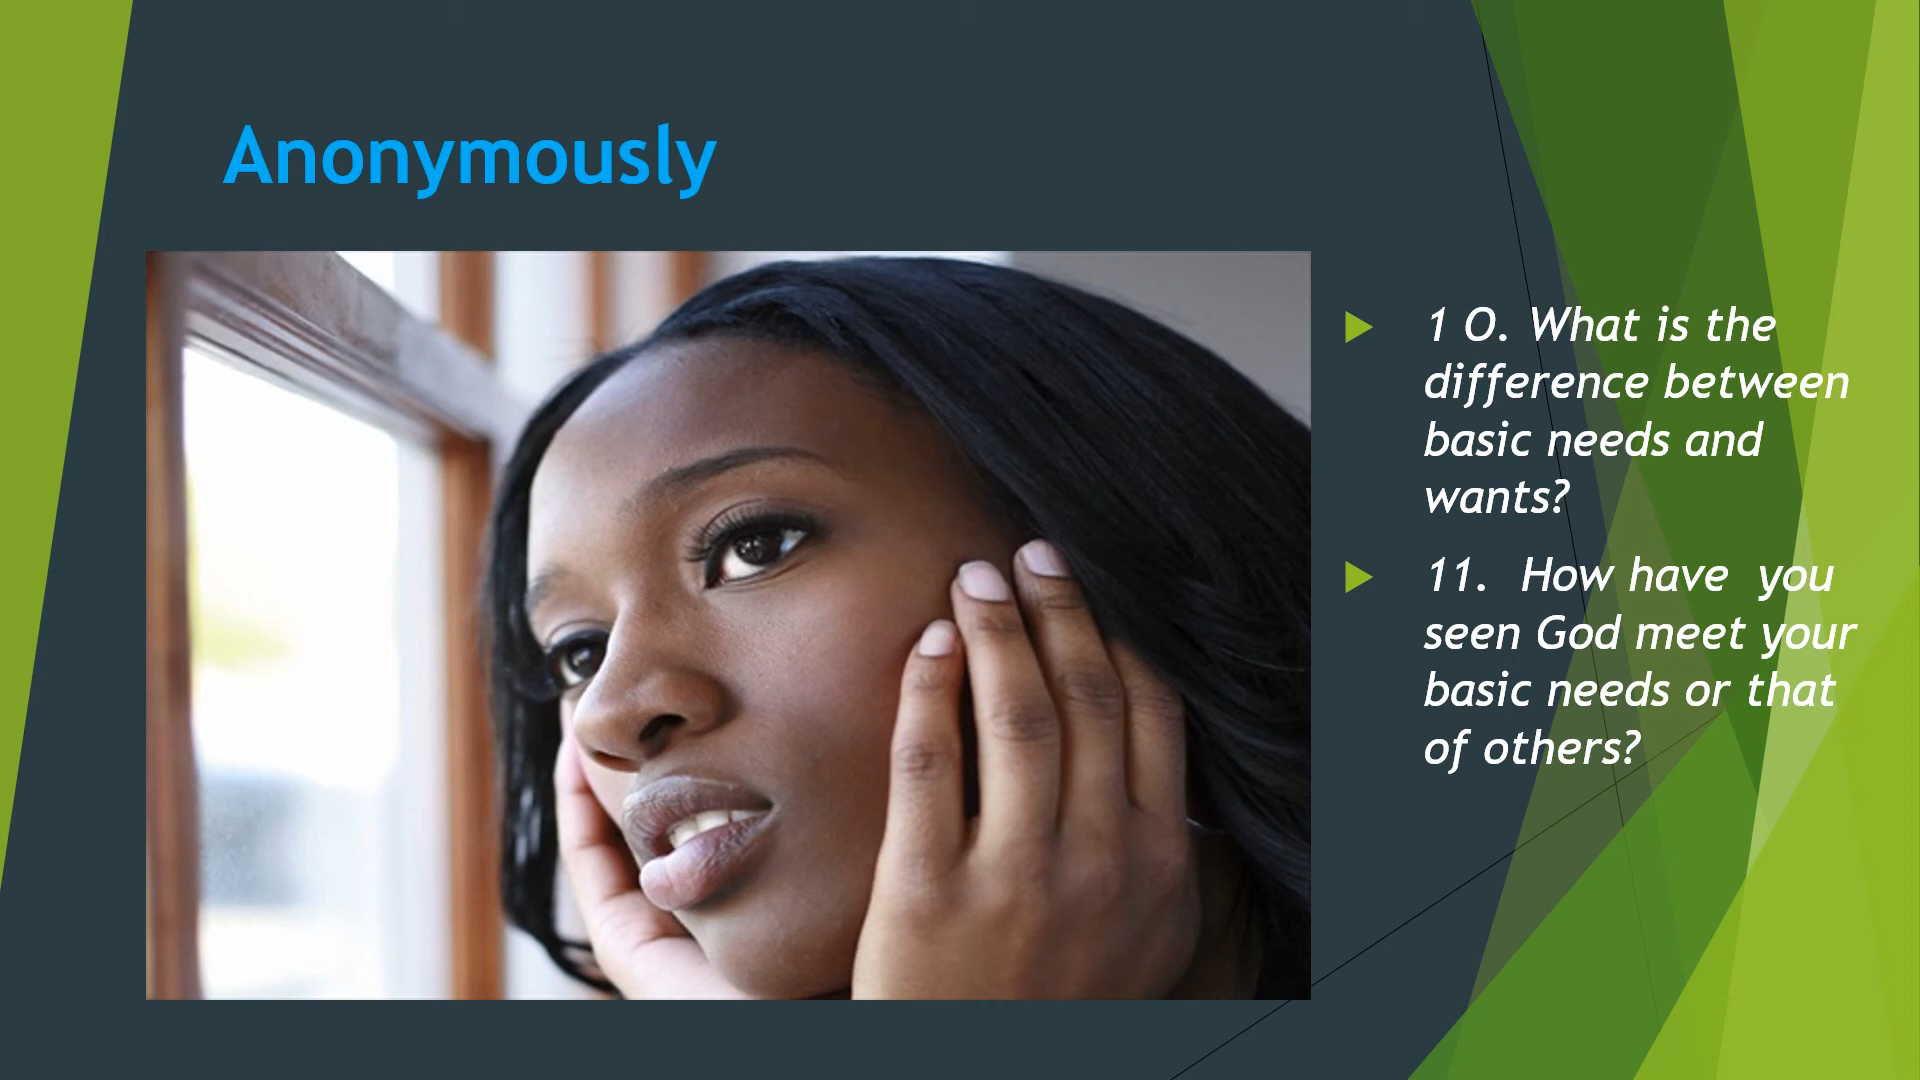 Anonymously
1 O. What is the
difference between
basic needs and
wants?
11.  How have  you
seen God meet your
basic needs or that
of others?